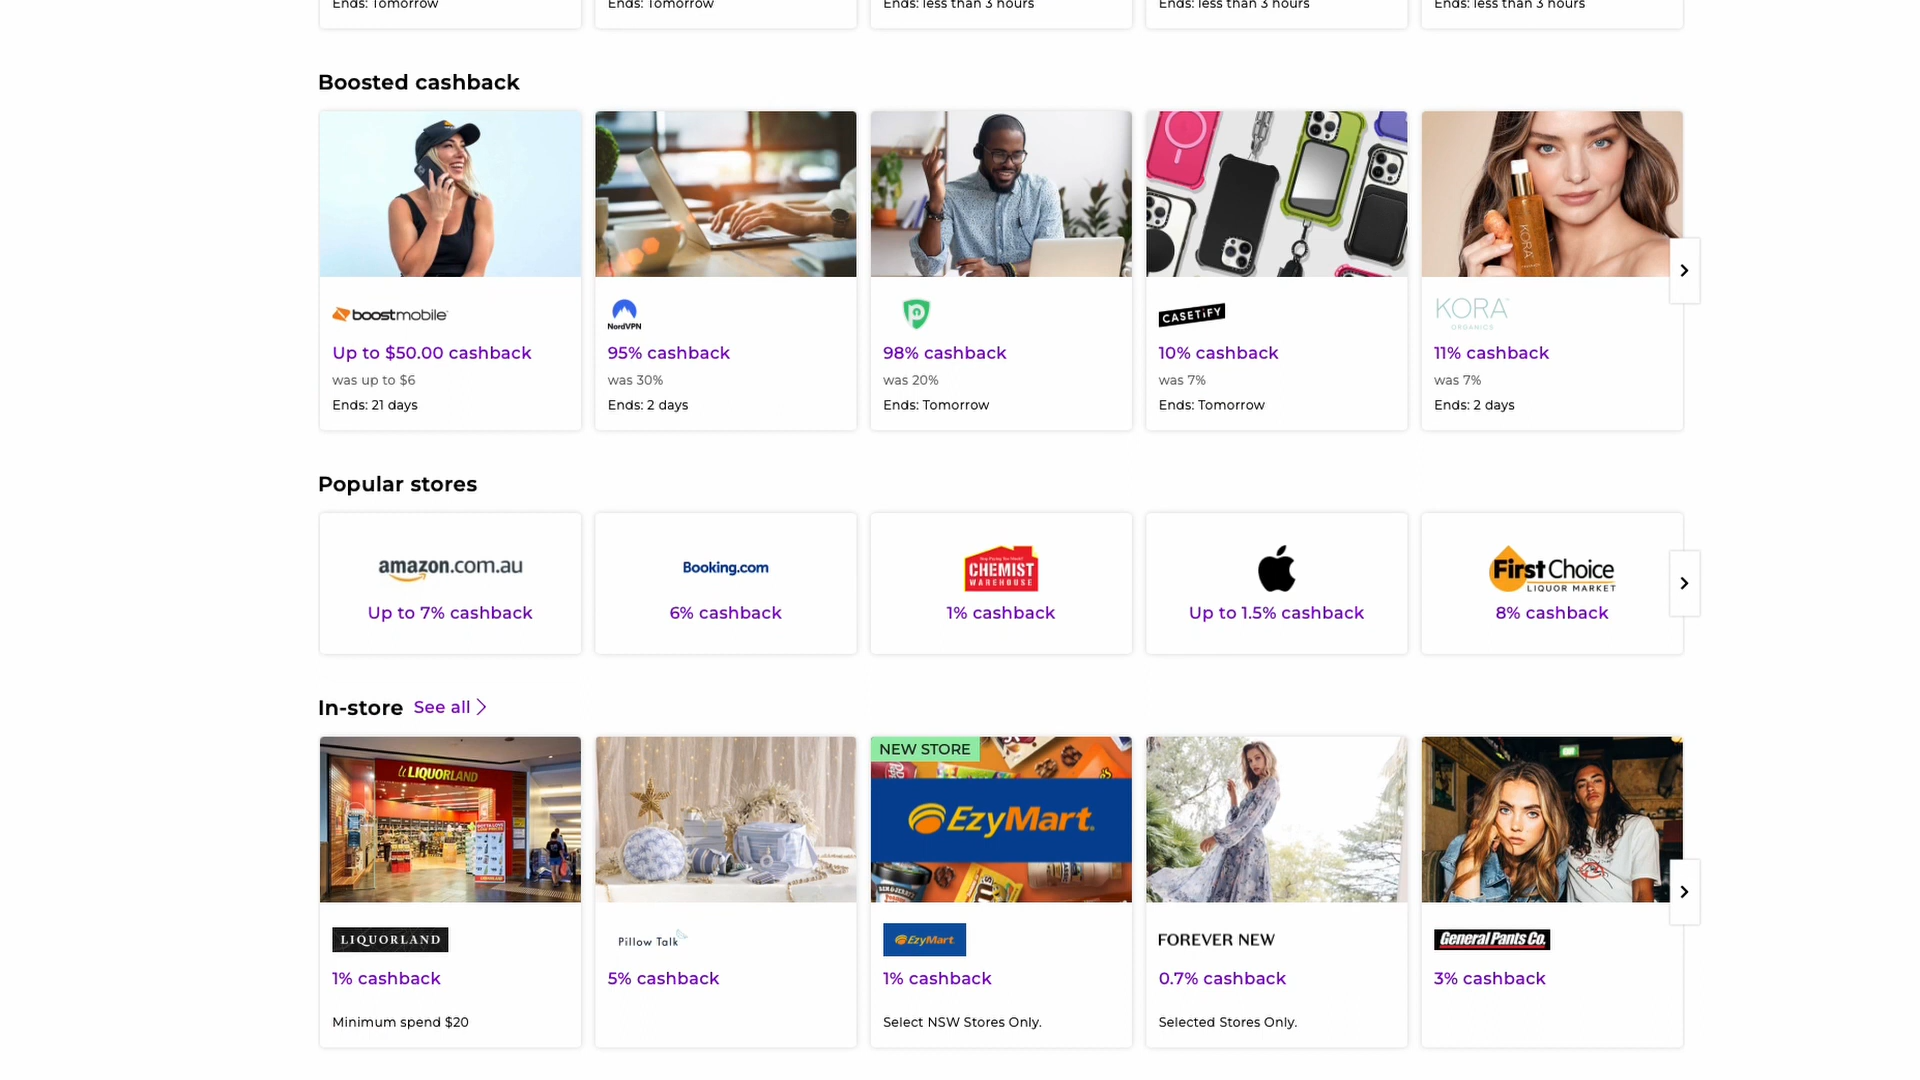 Ends: Tomorrow
Ends: Tomorrow
Ends: less than 3 hours
Ends: less than 3 hours
Ends: less than 3 hours
Boosted cashback
KORA
boostmobile
Up to $50.00 cashback
was up to $6
Ends: 21 days
NordVPN
95% cashback
was 30%
Ends: 2 days
98% cashback
was 20%
Ends: Tomorrow
CASETiFY
10% cashback
was 7%
Ends: Tomorrow
KORA
ORGANICS
11% cashback
was 7%
Ends: 2 days
Popular stores
amazon.com.au
Up to 7% cashback
Booking.com
6% cashback
CHEMIST
WAREHOUSE
1% cashback
Up to 1.5% cashback
First Choice
LIQUOR MARKET
8% cashback
In-store See all
LIQUORLAND
NEW STORE
EzyMart
LIQUORLAND
1% cashback
Minimum spend $20
Pillow Talk
5% cashback
EzyMart
1% cashback
Select NSW Stores Only.
FOREVER NEW
0.7% cashback
Selected Stores Only.
General Pants Co.
3% cashback